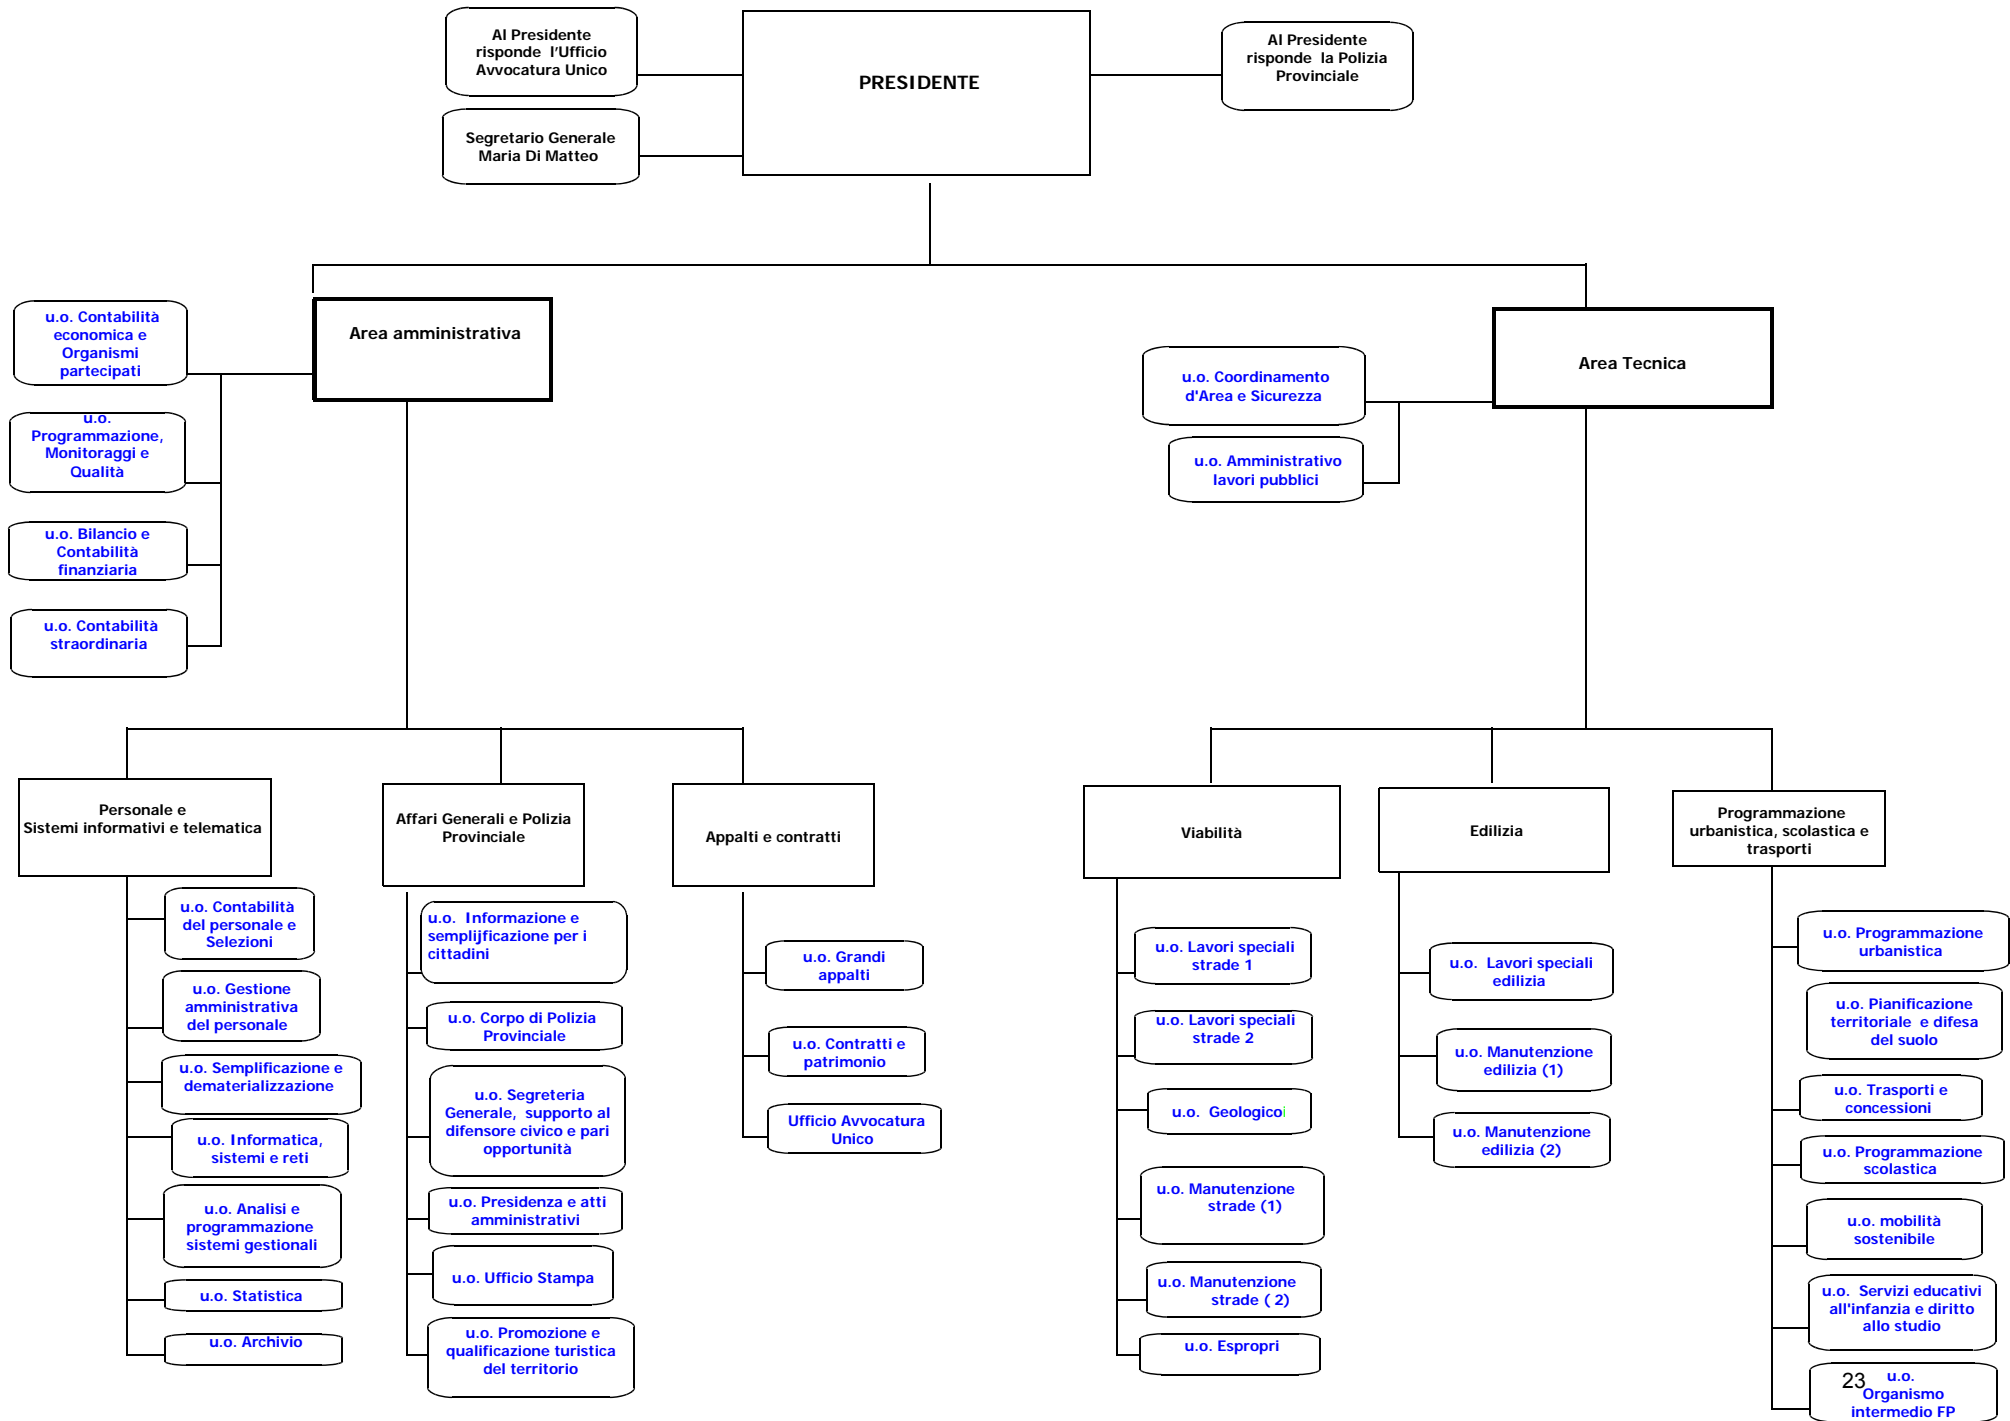 Al Presidente
risponde l'Ufficio
Avvocatura Unico
PRESIDENTE
Al Presidente
risponde la Polizia
Provinciale
Segretario Generale
Maria Di Matteo
Area amministrativa
u.o. Contabilità
economica e
Organismi
partecipati
u.o.
Programmazione,
Monitoraggi e
Qualità
u.o. Bilancio e
Contabilità
finanziaria
u.o. Contabilità
straordinaria
Area Tecnica
u.o. Coordinamento
d'Area e Sicurezza
u.o. Amministrativo
lavori pubblici
Personale e
Sistemi informativi e telematica
u.o. Contabilità
del personale e
Selezioni
u.o. Gestione
amministrativa
del personale
u.o. Semplificazione e
dematerializzazione
u.o. Informatica,
sistemi e reti
u.o. Analisi e
programmazione
sistemi gestionali
u.o. Statistica
u.o. Archivio
Affari Generali e Polizia
Provinciale
u.o. Informazione e
semplijficazione per i
cittadini
u.o. Corpo di Polizia
Provinciale
u.o. Segreteria
Generale, supporto al
difensore civico e pari
opportunità
u.o. Presidenza e atti
amministrativi
u.o. Ufficio Stampa
u.o. Promozione e
qualificazione turistica
del territorio
Appalti e contratti
u.o. Grandi
appalti
u.o. Contratti e
patrimonio
Ufficio Avvocatura
Unico
Viabilità
u.o. Lavori speciali
strade 1
u.o. Lavori speciali
strade 2
u.o. Geologicoi
u.o. Manutenzione
strade (1)
u.o. Manutenzione
strade ( 2)
u.o. Espropri
Edilizia
u.o. Lavori speciali
edilizia
u.o. Manutenzione
edilizia (1)
u.o. Manutenzione
edilizia (2)
Programmazione
urbanistica, scolastica e
trasporti
u.o. Programmazione
urbanistica
u.o. Pianificazione
territoriale e difesa
del suolo
u.o. Trasporti e
concessioni
u.o. Programmazione
scolastica
u.o. mobilità
sostenibile
u.o. Servizi educativi
all'infanzia e diritto
allo studio
u.o.
Organismo
intermedio FP
23